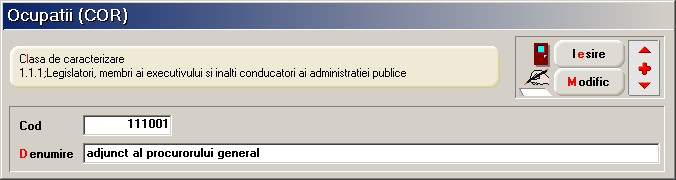 Ocupatii (COR)
Clasa de caracterizare
1.1.1;Legislatori, membri ai executivului si inalti conducatori ai administratiei publice
Iesire
Modific
Cod 111001
Denumire adjunct al procurorului general